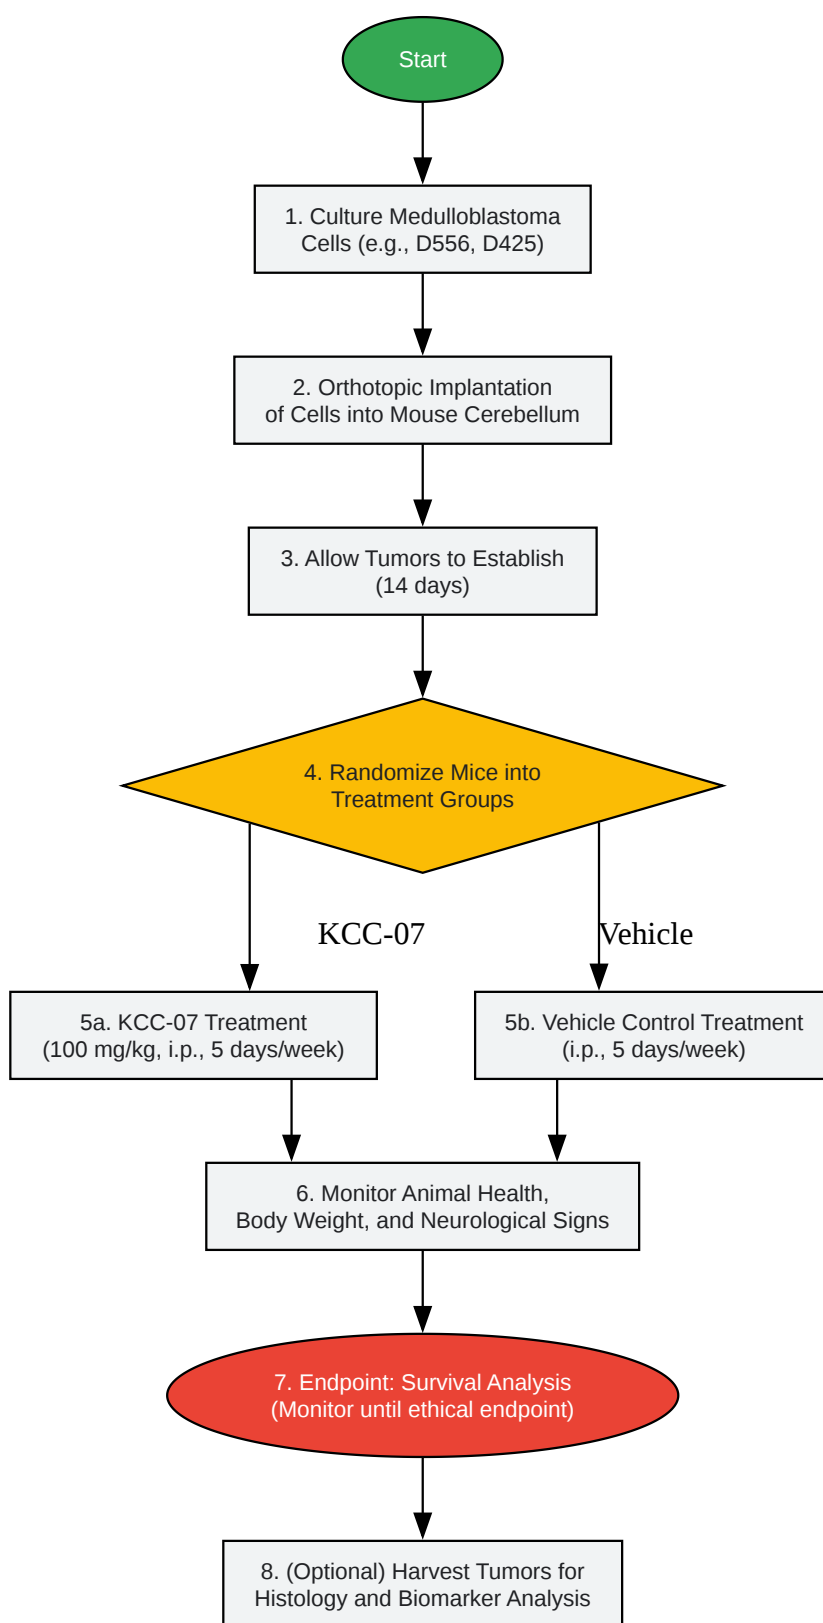 Start
1. Culture Medulloblastoma
Cells (e.g., D556, D425)
2. Orthotopic Implantation
of Cells into Mouse Cerebellum
3. Allow Tumors to Establish
(14 days)
4. Randomize Mice into
Treatment Groups
KCC-07
Vehicle
5a. KCC-07 Treatment
(100 mg/kg, i.p., 5 days/week)
5b. Vehicle Control Treatment
(i.p., 5 days/week)
6. Monitor Animal Health,
Body Weight, and Neurological Signs
7. Endpoint: Survival Analysis
(Monitor until ethical endpoint)
8. (Optional) Harvest Tumors for
Histology and Biomarker Analysis